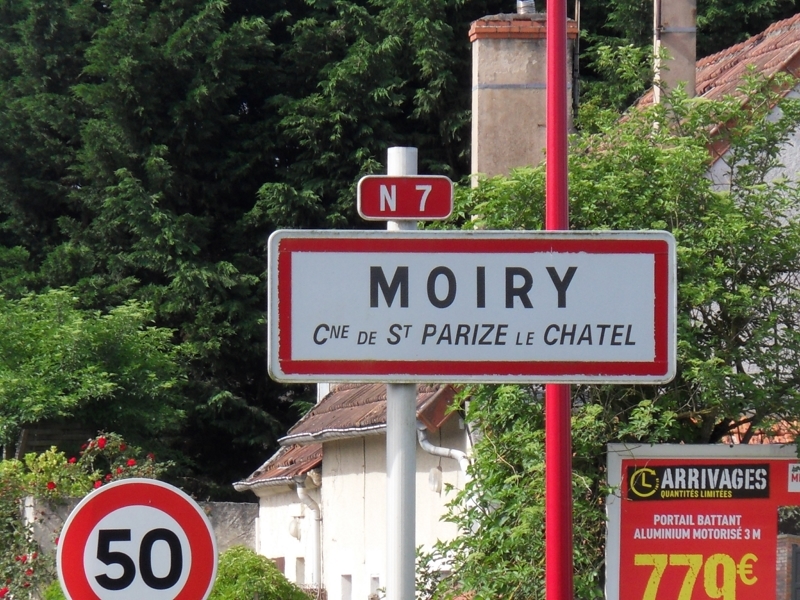 N 7
MOIRY
CNE DE ST PARIZE LE CHATEL
50
ARRIVAGES
QUANTITÉS LIMITÉES
PORTAIL BATTANT
ALUMINIUM MOTORISÉ 3 M
779€